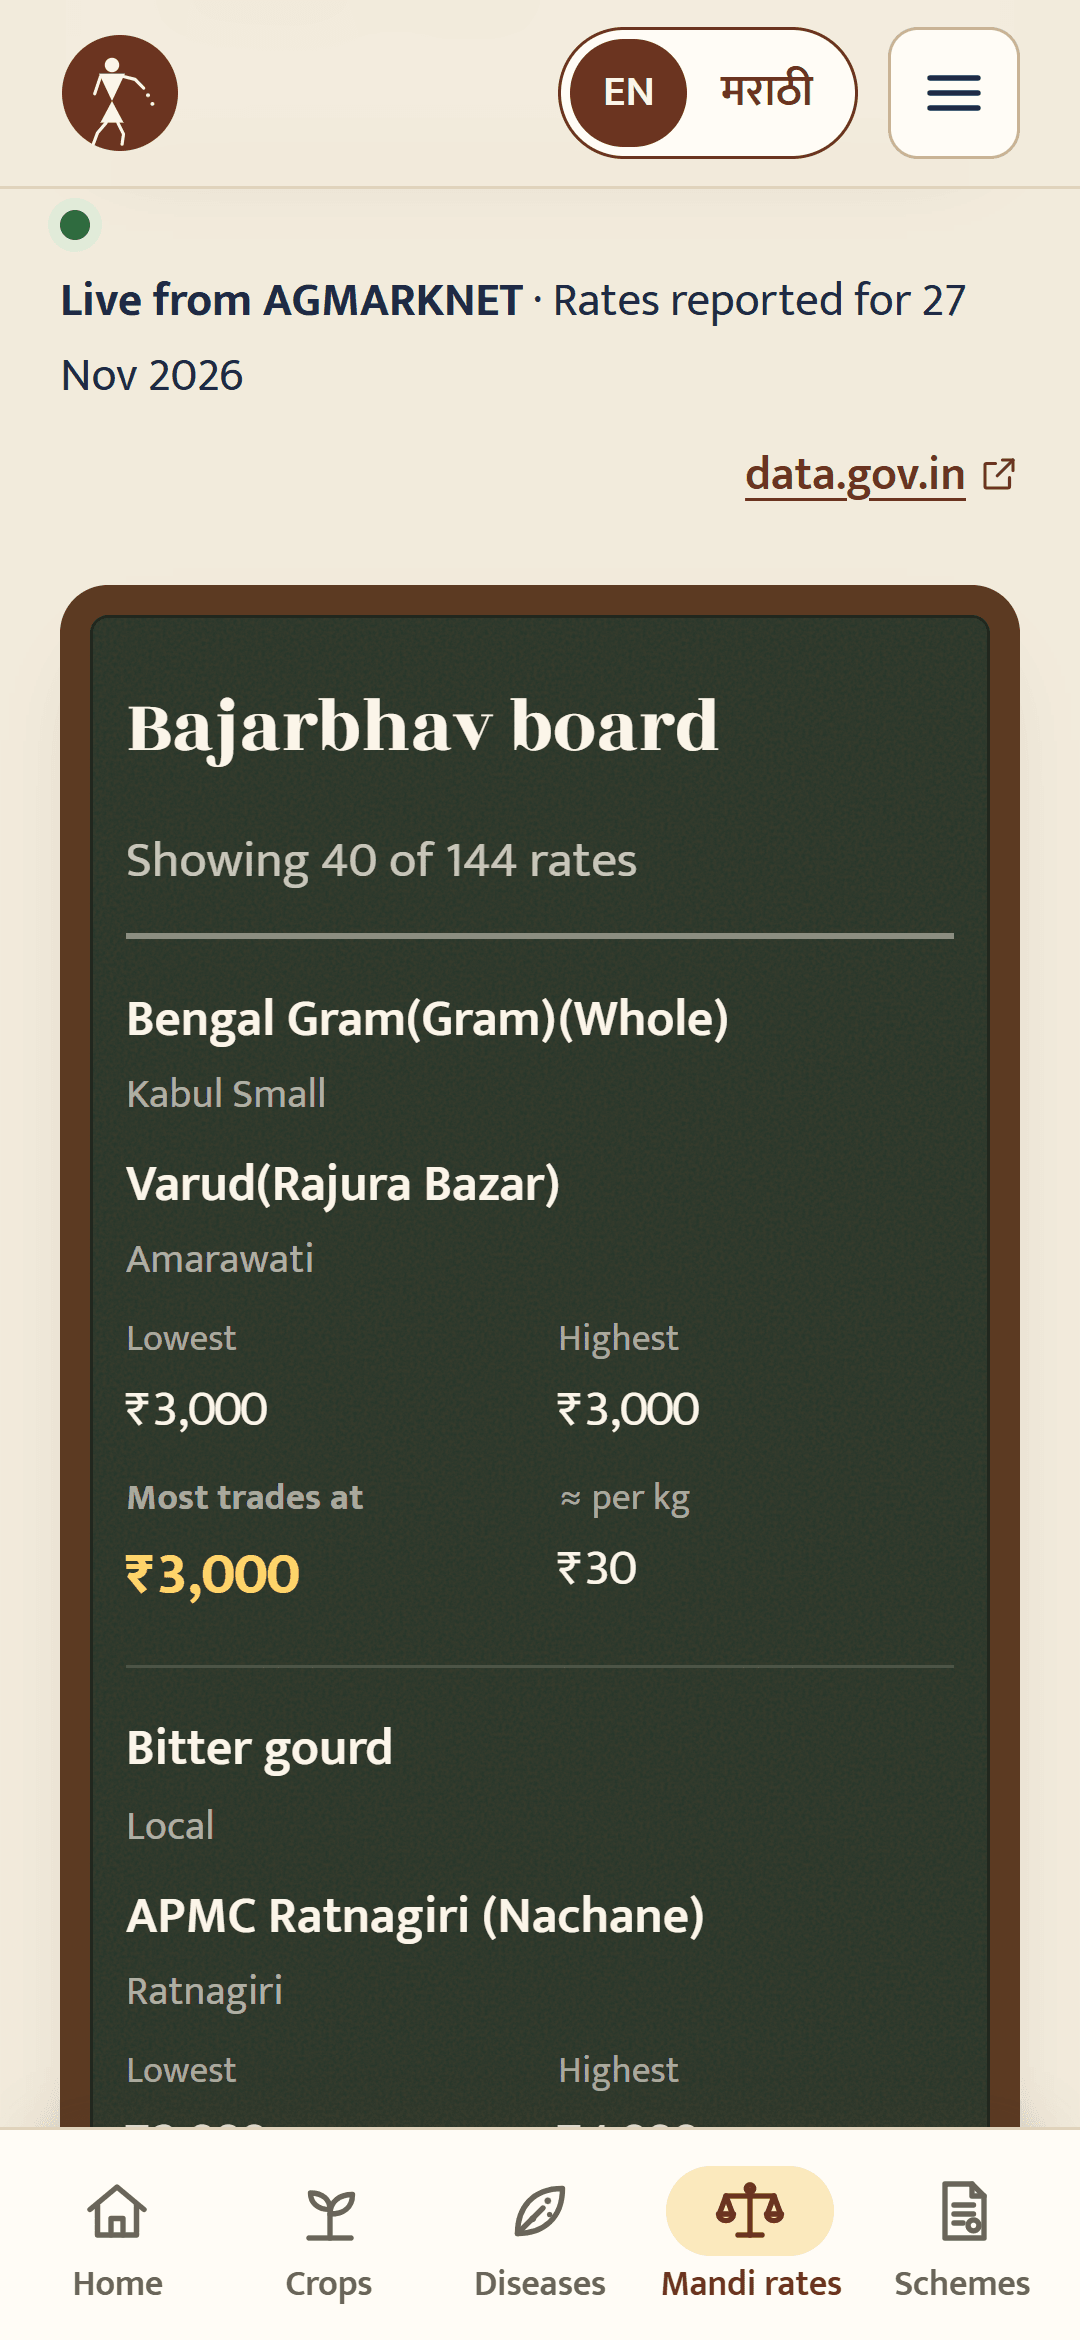 EN
मराठी
Live from AGMARKNET · Rates reported for 27
Nov 2026
data.gov.in
Bajarbhav board
Showing 40 of 144 rates
Bengal Gram(Gram)(Whole)
Kabul Small
Varud(Rajura Bazar)
Amarawati
Lowest Highest
₹3,000 ₹3,000
Most trades at ≈ per kg
₹3,000 ₹30
Bitter gourd
Local
APMC Ratnagiri (Nachane)
Ratnagiri
Lowest Highest
Home Crops Diseases Mandi rates Schemes